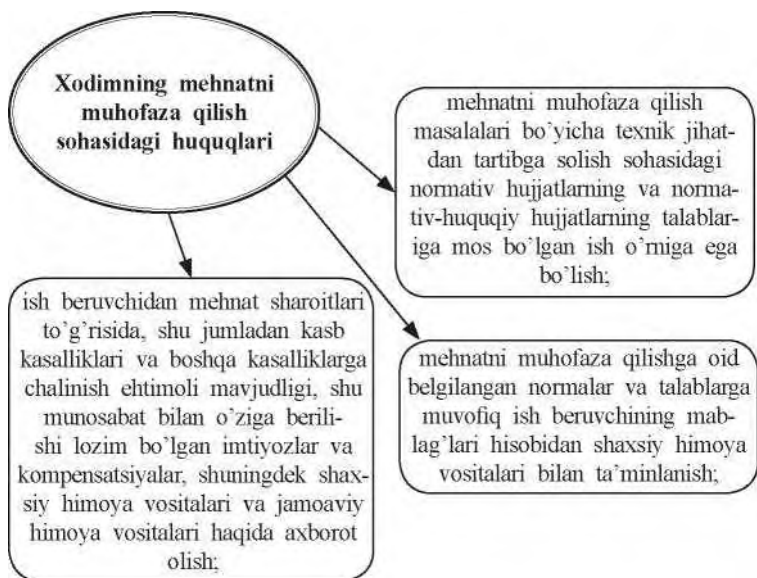 Xodimning mehnatni
muhofaza qilish
sohasidagi huquqlari
mehnatni muhofaza qilish
masalalari bo'yicha texnik jihat-
dan tartibga solish sohasidagi
normativ hujjatlarning va norma-
tiv-huquqiy hujjatlarning talablar-
iga mos bo'lgan ish o'rniga ega
bo'lish;
ish beruvchidan mehnat sharoitlari
to'g'risida, shu jumladan kasb
kasalliklari va boshqa kasalliklarga
chalinish ehtimoli mavjudligi, shu
munosabat bilan o'ziga berili-
shi lozim bo'lgan imtiyozlar va
kompensatsiyalar, shuningdek shax-
siy himoya vositalari va jamoaviy
himoya vositalari haqida axborot
olish;
mehnatni muhofaza qilishga oid
belgilangan normalar va talablarga
muvofiq ish beruvchining mab-
lag'lari hisobidan shaxsiy himoya
vositalari bilan ta'minlanish;